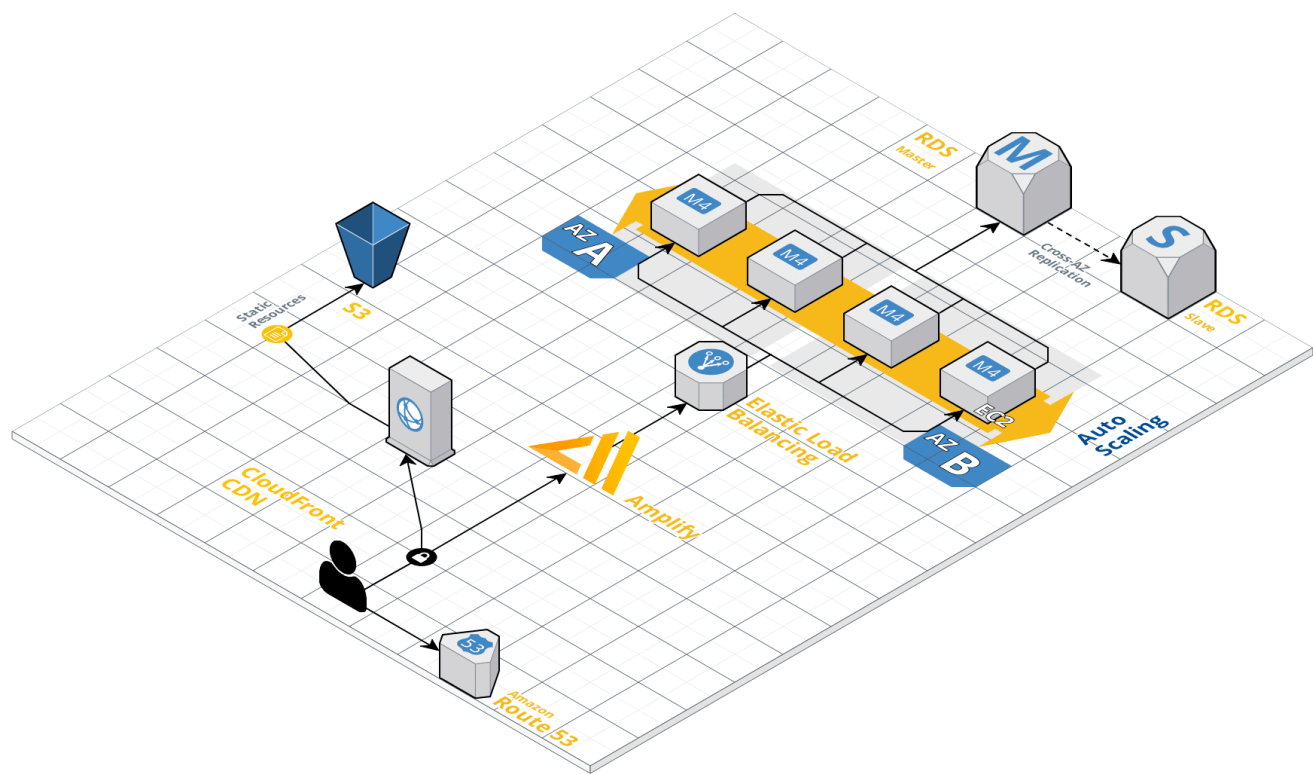 RDS
Master
M
S
Cross-AZ
Replication
RDS
Slave
M4
M4
M4
M4
AZ A
EC2
AZ B
Auto
Scaling
Static
Resources
S3
Elastic Load
Balancing
Amplify
CloudFront
CDN
53
Amazon
Route 53